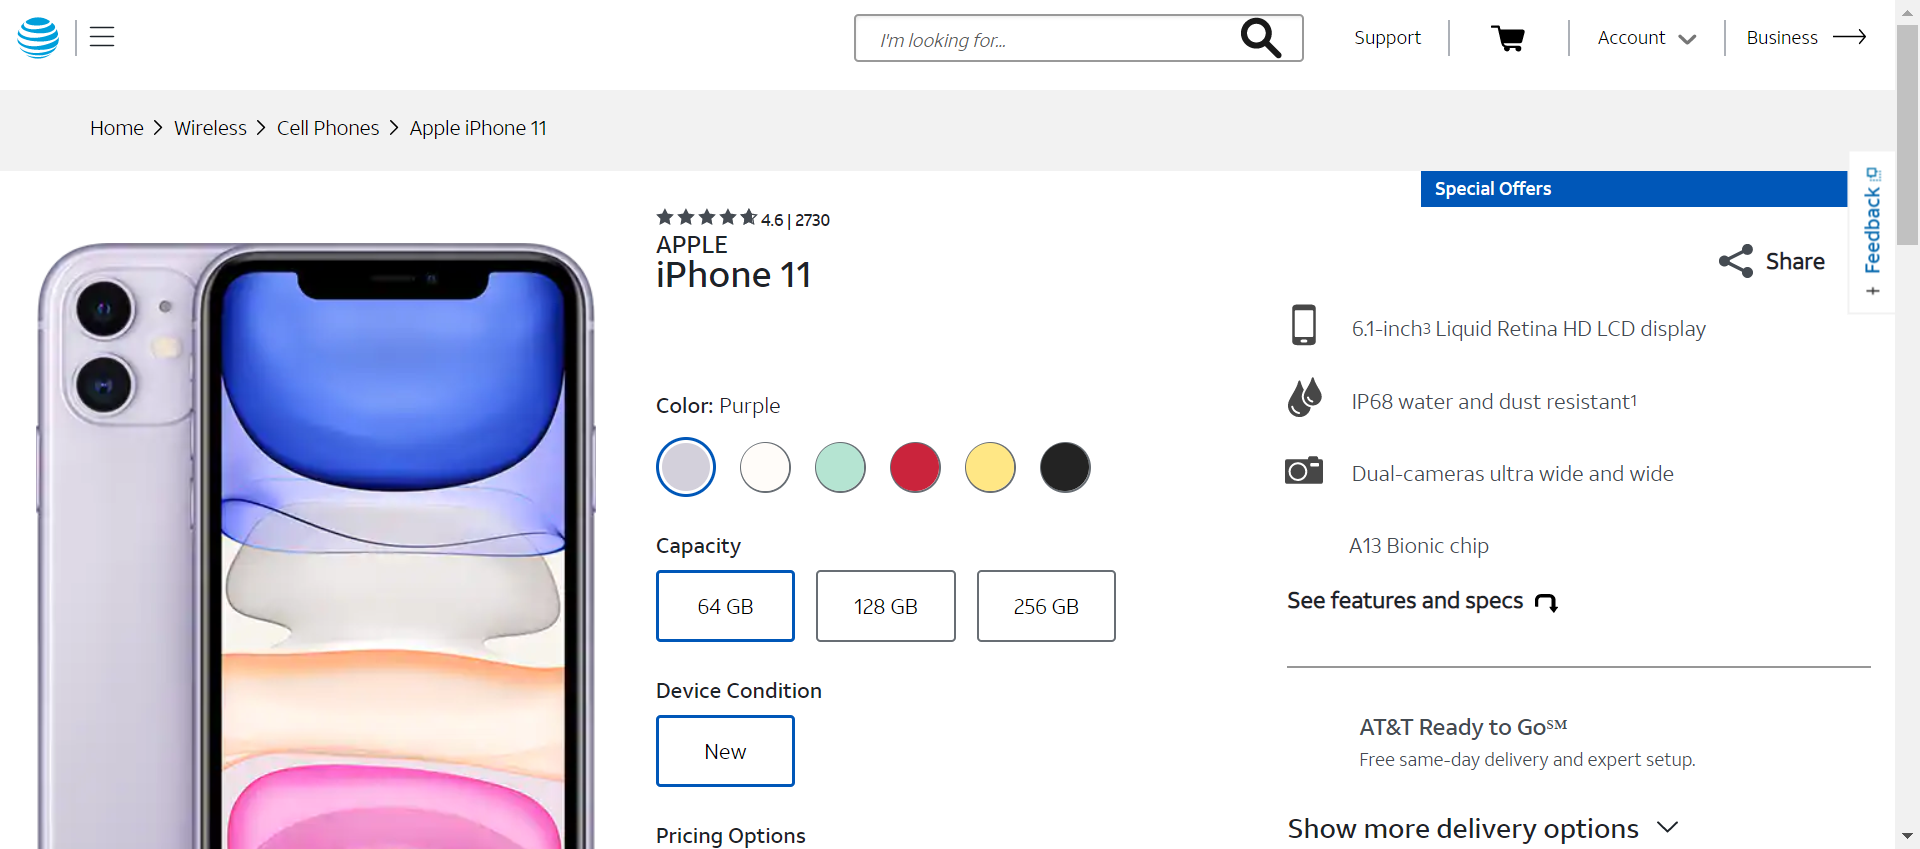 I'm looking for...
Support
Account
Business
Home > Wireless > Cell Phones > Apple iPhone 11
Special Offers
+ Feedback
4.6 | 2730
APPLE
iPhone 11
Share
6.1-inch3 Liquid Retina HD LCD display
IP68 water and dust resistant1
Dual-cameras ultra wide and wide
A13 Bionic chip
See features and specs
Color: Purple
Capacity
64 GB
128 GB
256 GB
Device Condition
New
Pricing Options
AT&T Ready to Go℠
Free same-day delivery and expert setup.
Show more delivery options